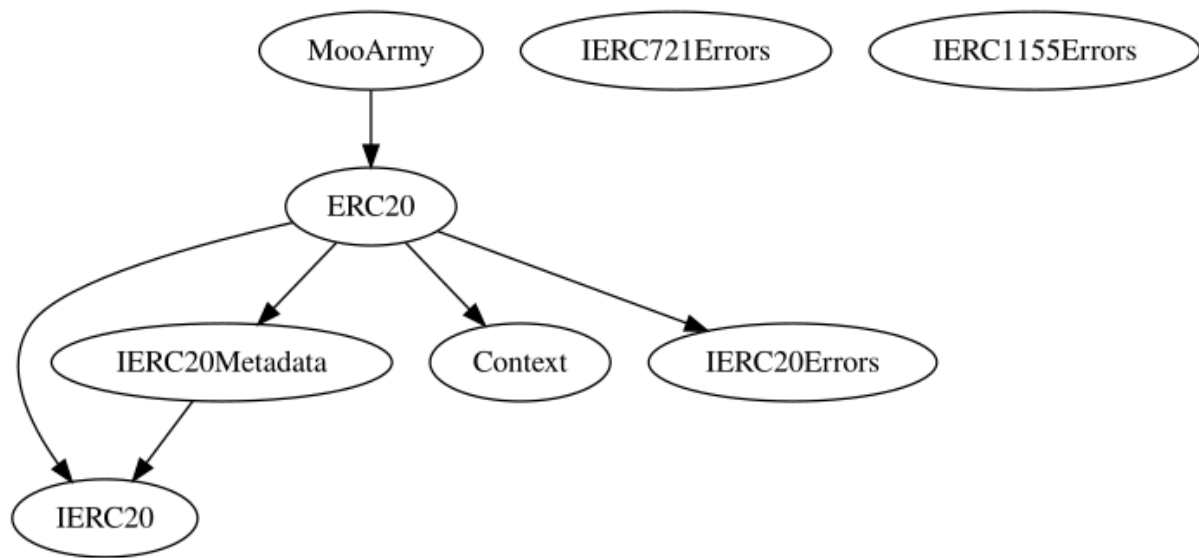 MooArmy
IERC721Errors
IERC1155Errors
ERC20
IERC20Metadata
Context
IERC20Errors
IERC20